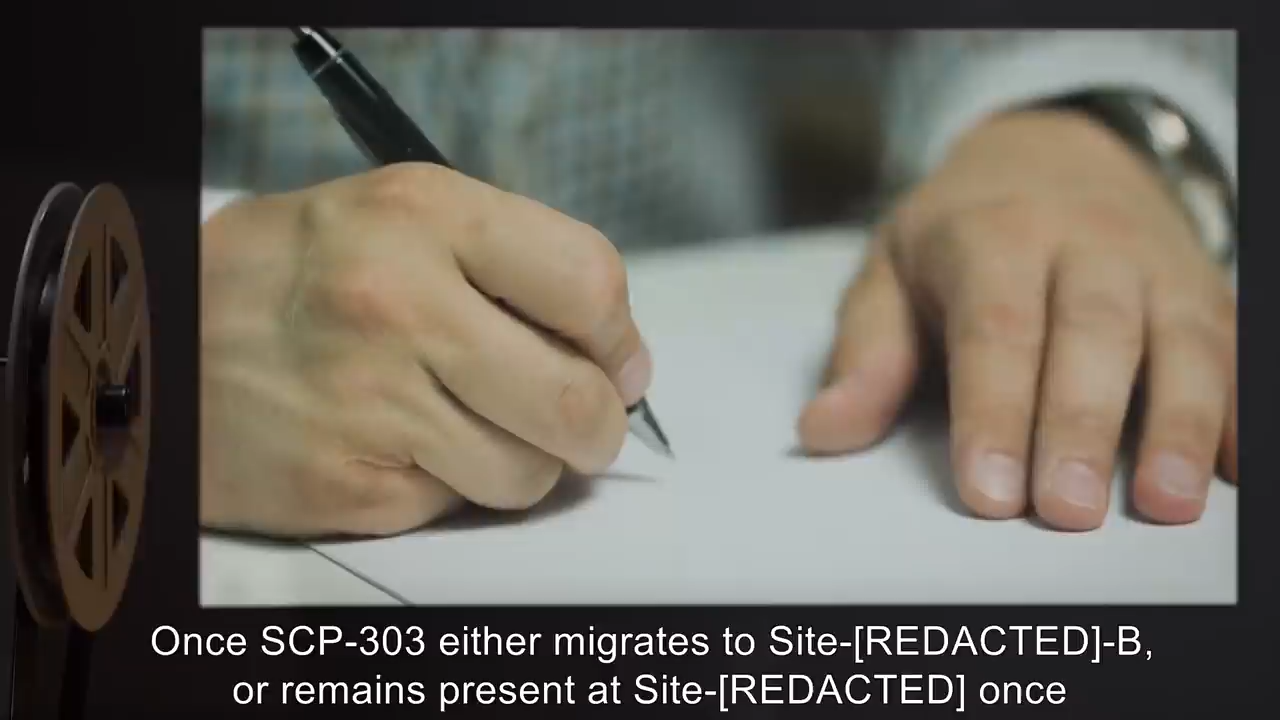 Once SCP-303 either migrates to Site-[REDACTED]-B,
or remains present at Site-[REDACTED] once